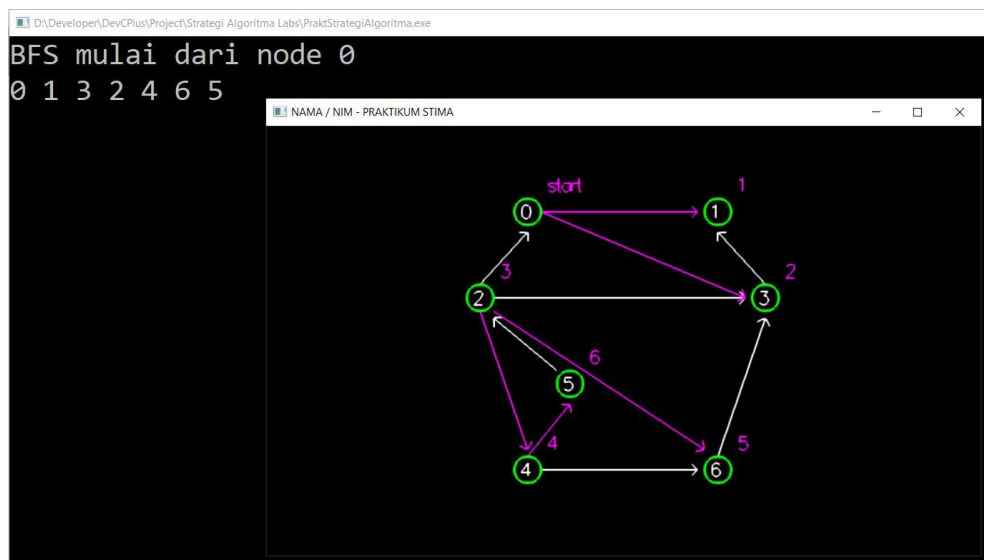 D:\Developer\DevCPlus\Project\Strategi Algoritma Labs\PraktStrategiAlgoritma.exe
BFS mulai dari node 0
0 1 3 2 4 6 5
NAMA / NIM - PRAKTIKUM STIMA
start
1
0
1
3
2
2
3
6
5
4
5
4
6